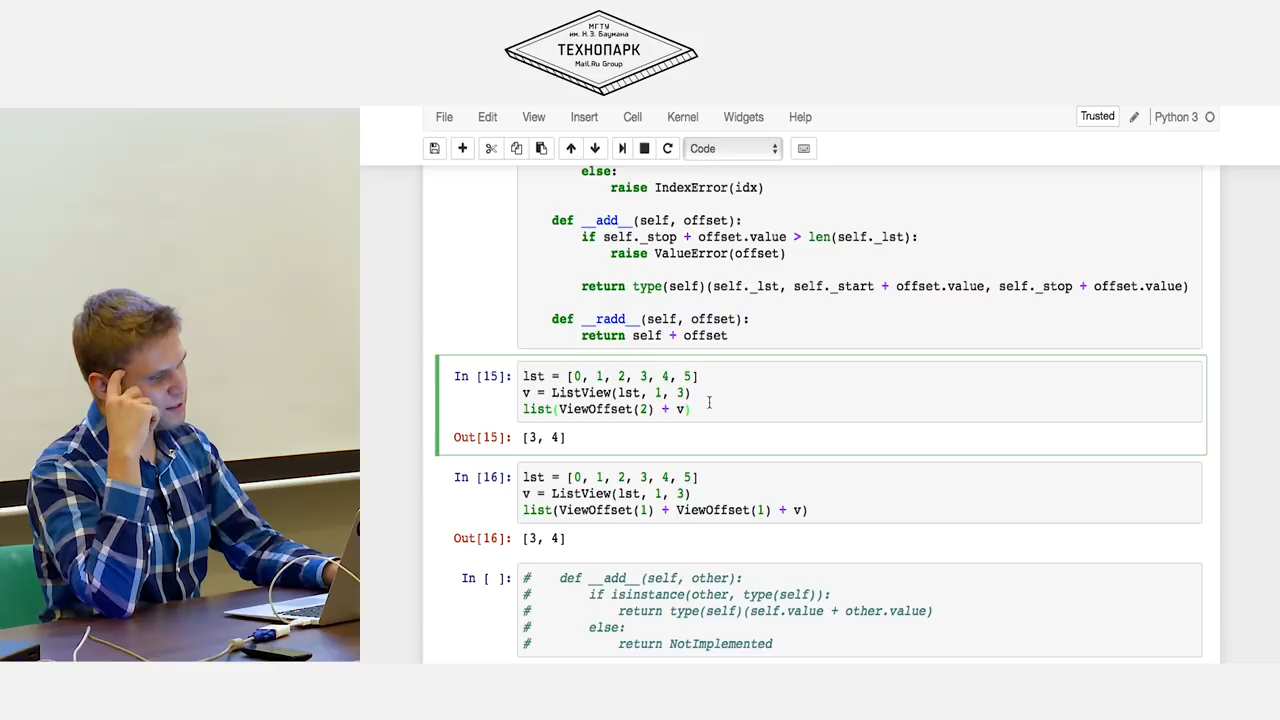 МГТУ
им. Н.Э. Баумана
ТЕХНОПАРК
Mail.Ru Group
File Edit View Insert Cell Kernel Widgets Help
Trusted
Python 3
Code
else:
raise IndexError(idx)
def __add__(self, offset):
if self._stop + offset.value > len(self._lst):
raise ValueError(offset)
return type(self)(self._lst, self._start + offset.value, self._stop + offset.value)
def __radd__(self, offset):
return self + offset
In [15]: lst = [0, 1, 2, 3, 4, 5]
v = ListView(lst, 1, 3)
list(ViewOffset(2) + v)
Out[15]: [3, 4]
In [16]: lst = [0, 1, 2, 3, 4, 5]
v = ListView(lst, 1, 3)
list(ViewOffset(1) + ViewOffset(1) + v)
Out[16]: [3, 4]
In [ ]: # def __add__(self, other):
# if isinstance(other, type(self)):
# return type(self)(self.value + other.value)
# else:
# return NotImplemented